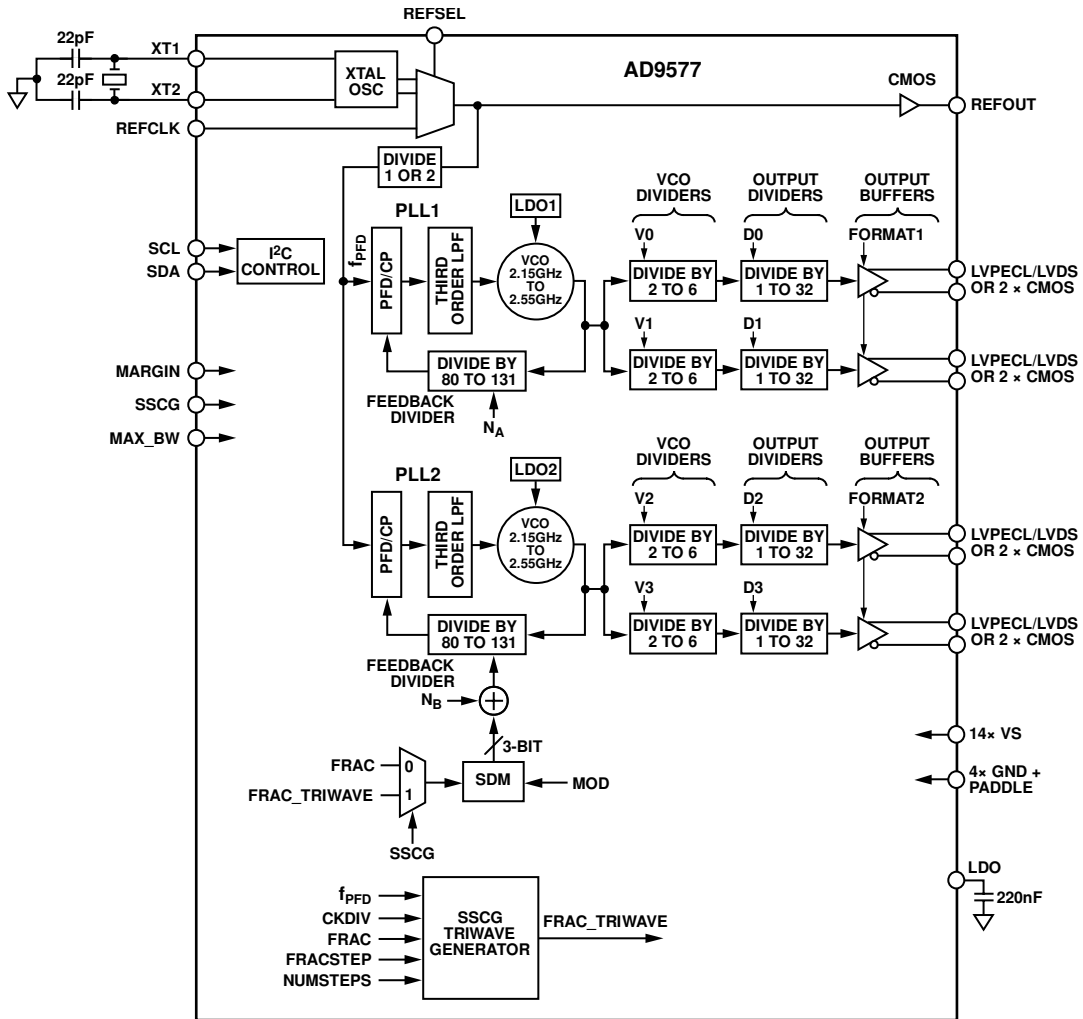 REFSEL
22pF
XT1
AD9577
XTAL
OSC
CMOS
22pF
XT2
REFOUT
REFCLK
DIVIDE
1 OR 2
VCO
DIVIDERS
OUTPUT
DIVIDERS
OUTPUT
BUFFERS
PLL1
LDO1
V0
D0
FORMAT1
SCL
SDA
I2C
CONTROL
fPFD
PFD/CP
THIRD
ORDER LPF
VCO
2.15GHz
TO
2.55GHz
DIVIDE BY
2 TO 6
DIVIDE BY
1 TO 32
LVPECL/LVDS
OR 2 × CMOS
V1
D1
DIVIDE BY
80 TO 131
DIVIDE BY
2 TO 6
DIVIDE BY
1 TO 32
LVPECL/LVDS
OR 2 × CMOS
MARGIN
SSCG
MAX_BW
FEEDBACK
DIVIDER
NA
VCO
DIVIDERS
OUTPUT
DIVIDERS
OUTPUT
BUFFERS
PLL2
LDO2
V2
D2
FORMAT2
PFD/CP
THIRD
ORDER LPF
VCO
2.15GHz
TO
2.55GHz
DIVIDE BY
2 TO 6
DIVIDE BY
1 TO 32
LVPECL/LVDS
OR 2 × CMOS
V3
D3
DIVIDE BY
80 TO 131
DIVIDE BY
2 TO 6
DIVIDE BY
1 TO 32
LVPECL/LVDS
OR 2 × CMOS
FEEDBACK
DIVIDER
NB
+
3-BIT
14× VS
FRAC
0
FRAC_TRIWAVE
1
SDM
MOD
4× GND +
PADDLE
SSCG
LDO
220nF
fPFD
CKDIV
FRAC
FRACSTEP
NUMSTEPS
SSCG
TRIWAVE
GENERATOR
FRAC_TRIWAVE